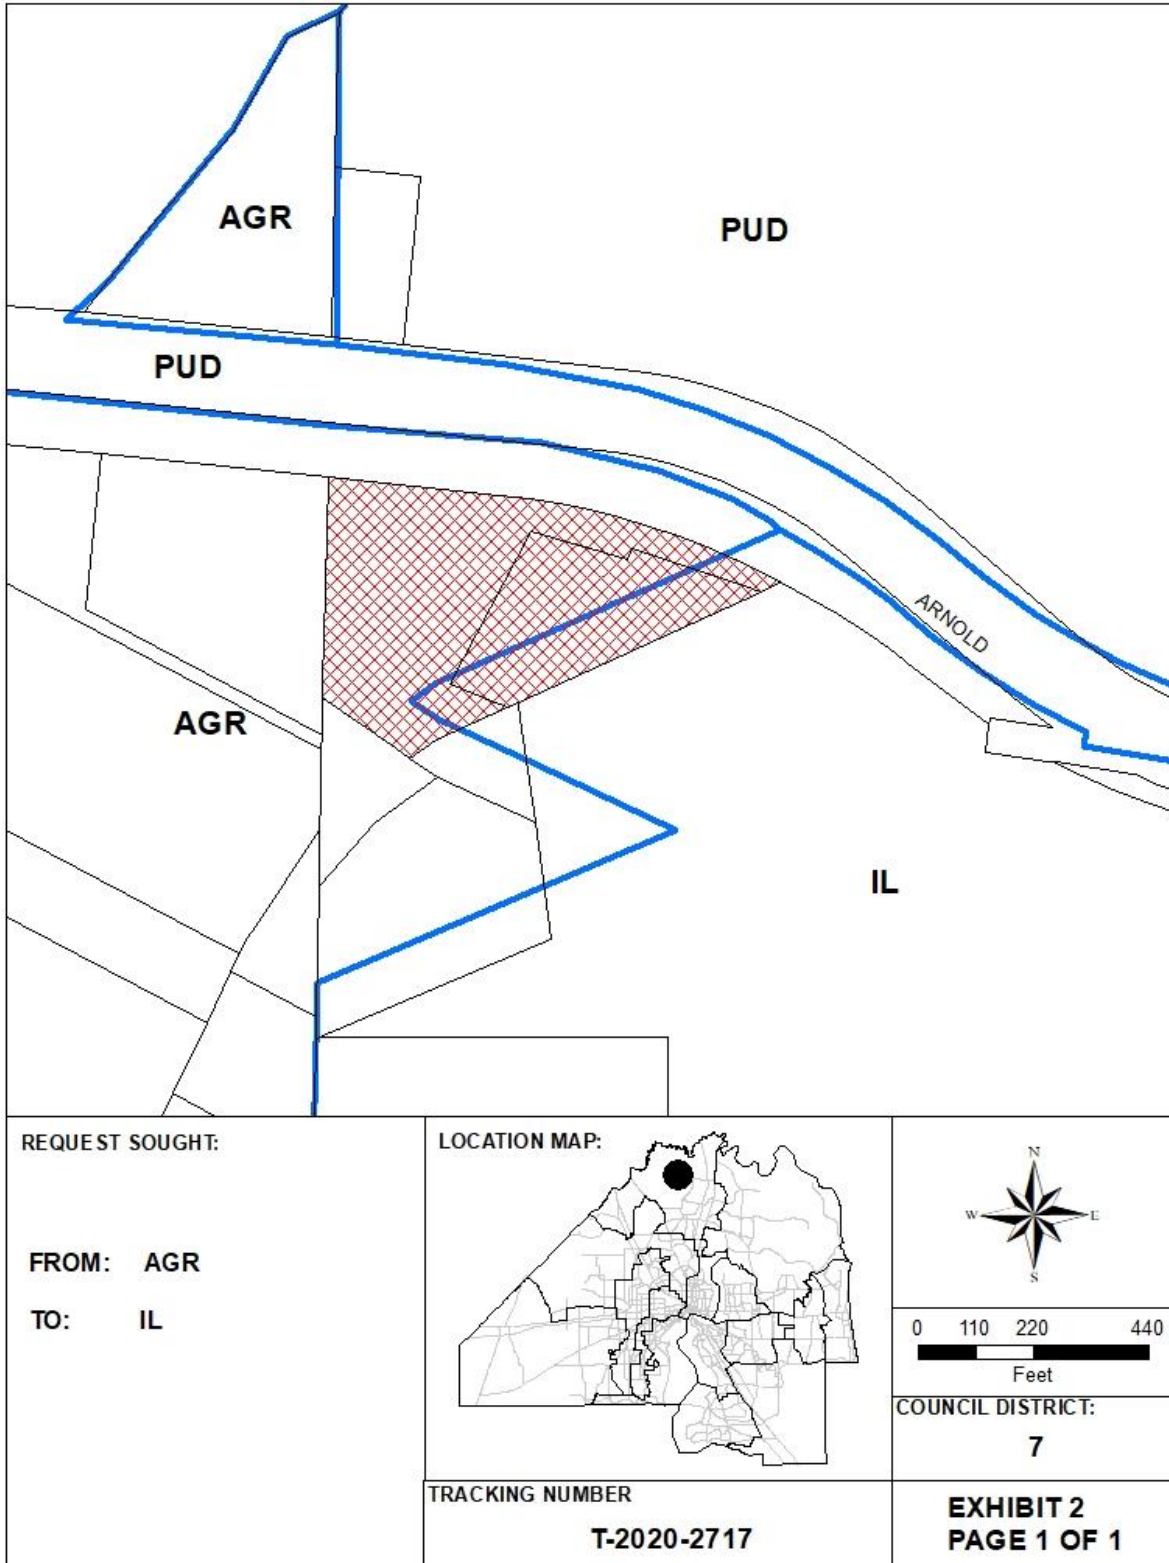 AGR
PUD
PUD
ARNOLD
AGR
IL
REQUEST SOUGHT:
FROM: AGR
TO: IL
LOCATION MAP:
N
W E
S
0 110 220 440
Feet
COUNCIL DISTRICT:
7
TRACKING NUMBER
T-2020-2717
EXHIBIT 2
PAGE 1 OF 1